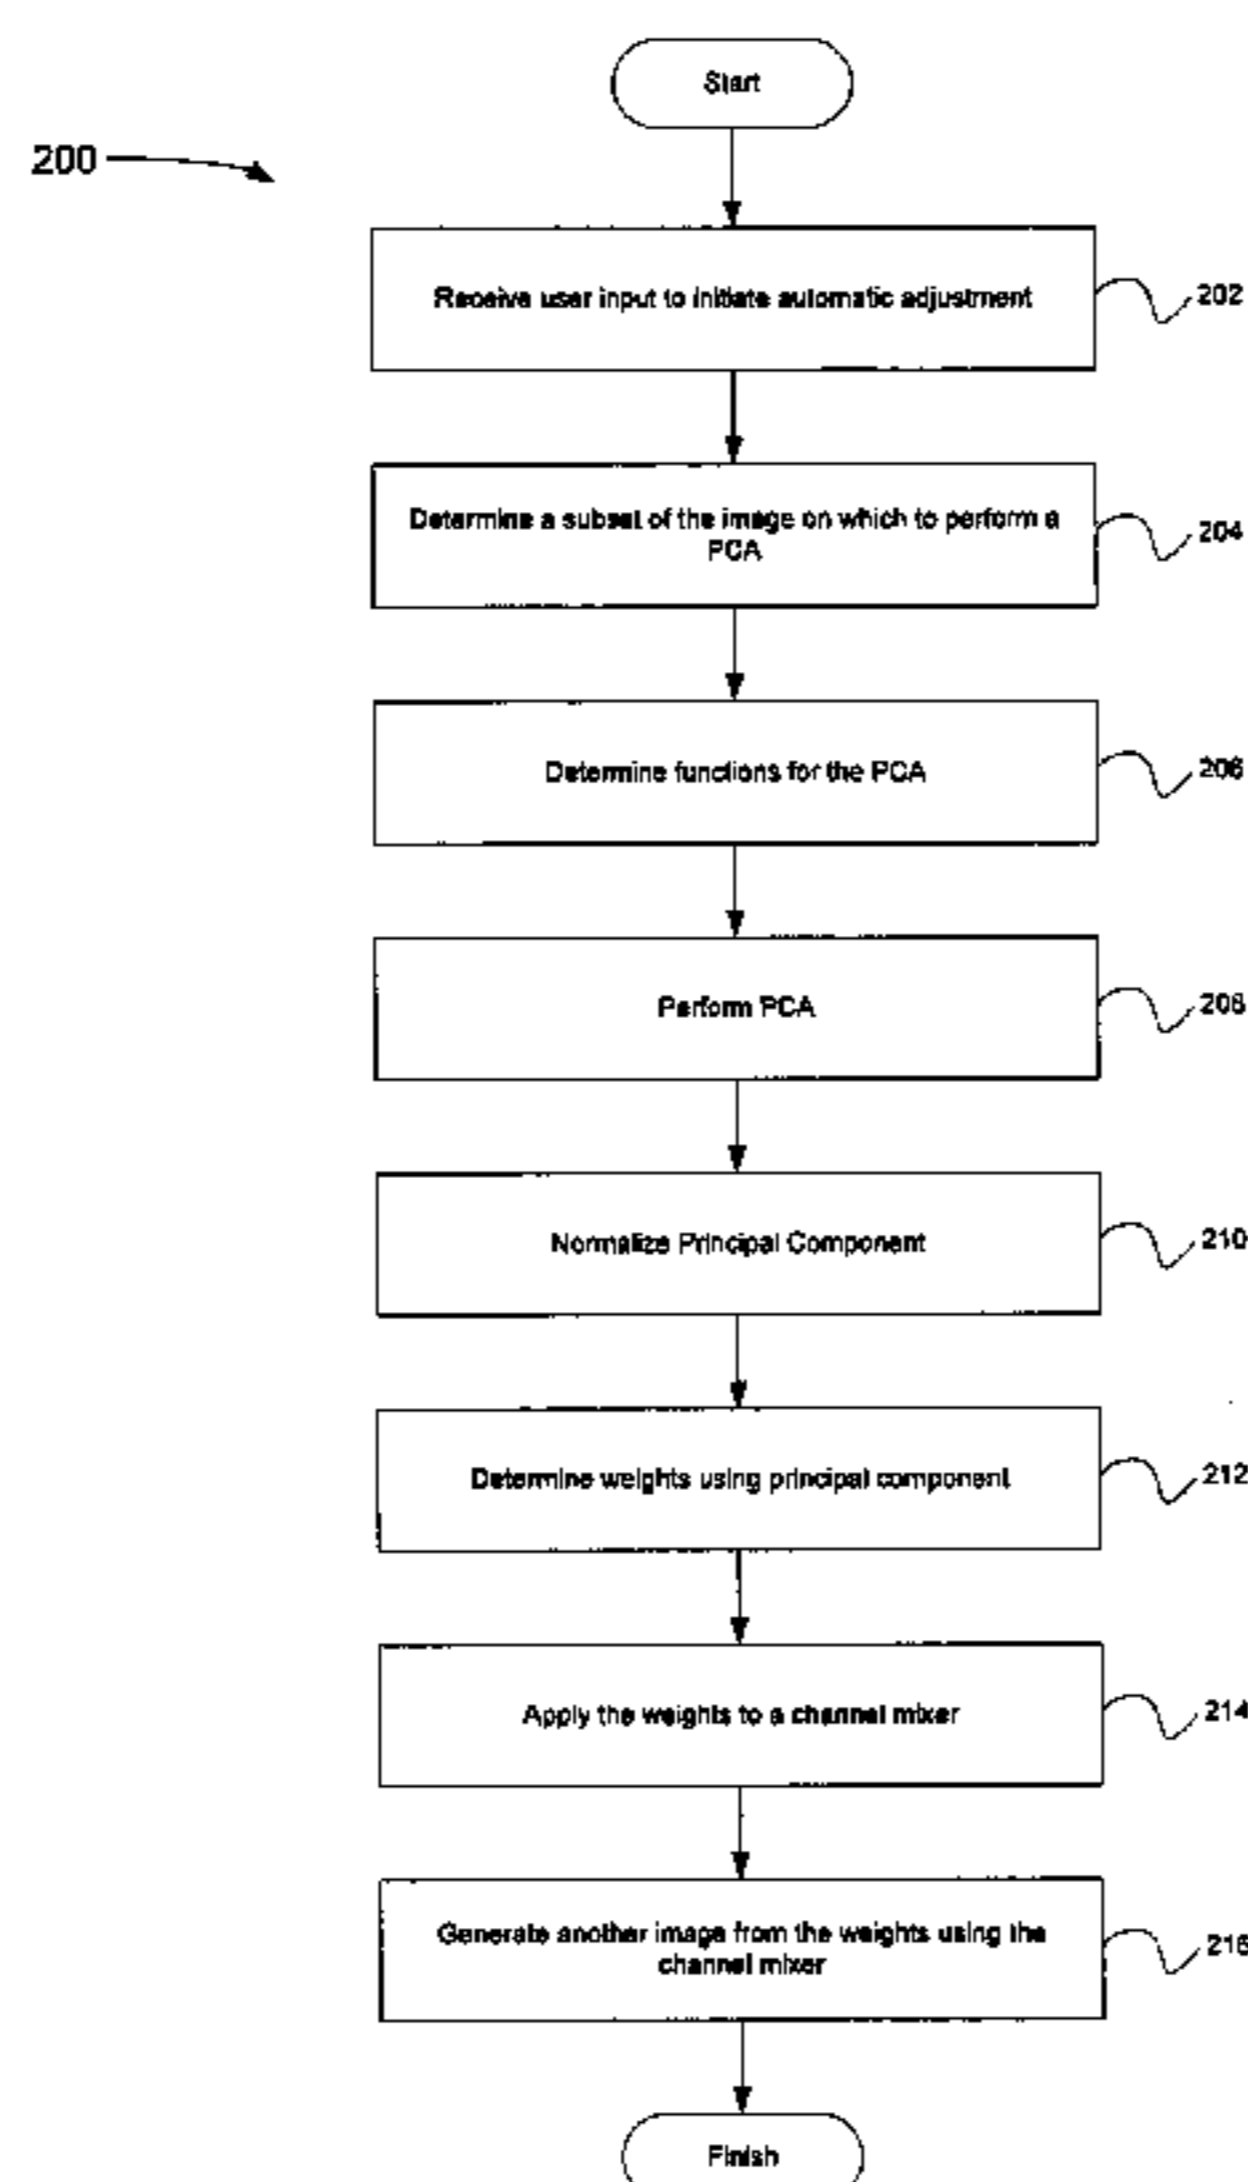 Start
200
Receive user input to initiate automatic adjustment
202
Determine a subset of the image on which to perform a
PCA
204
Determine functions for the PCA
206
Perform PCA
208
Normalize Principal Component
210
Determine weights using principal component
212
Apply the weights to a channel mixer
214
Generate another image from the weights using the
channel mixer
216
Finish